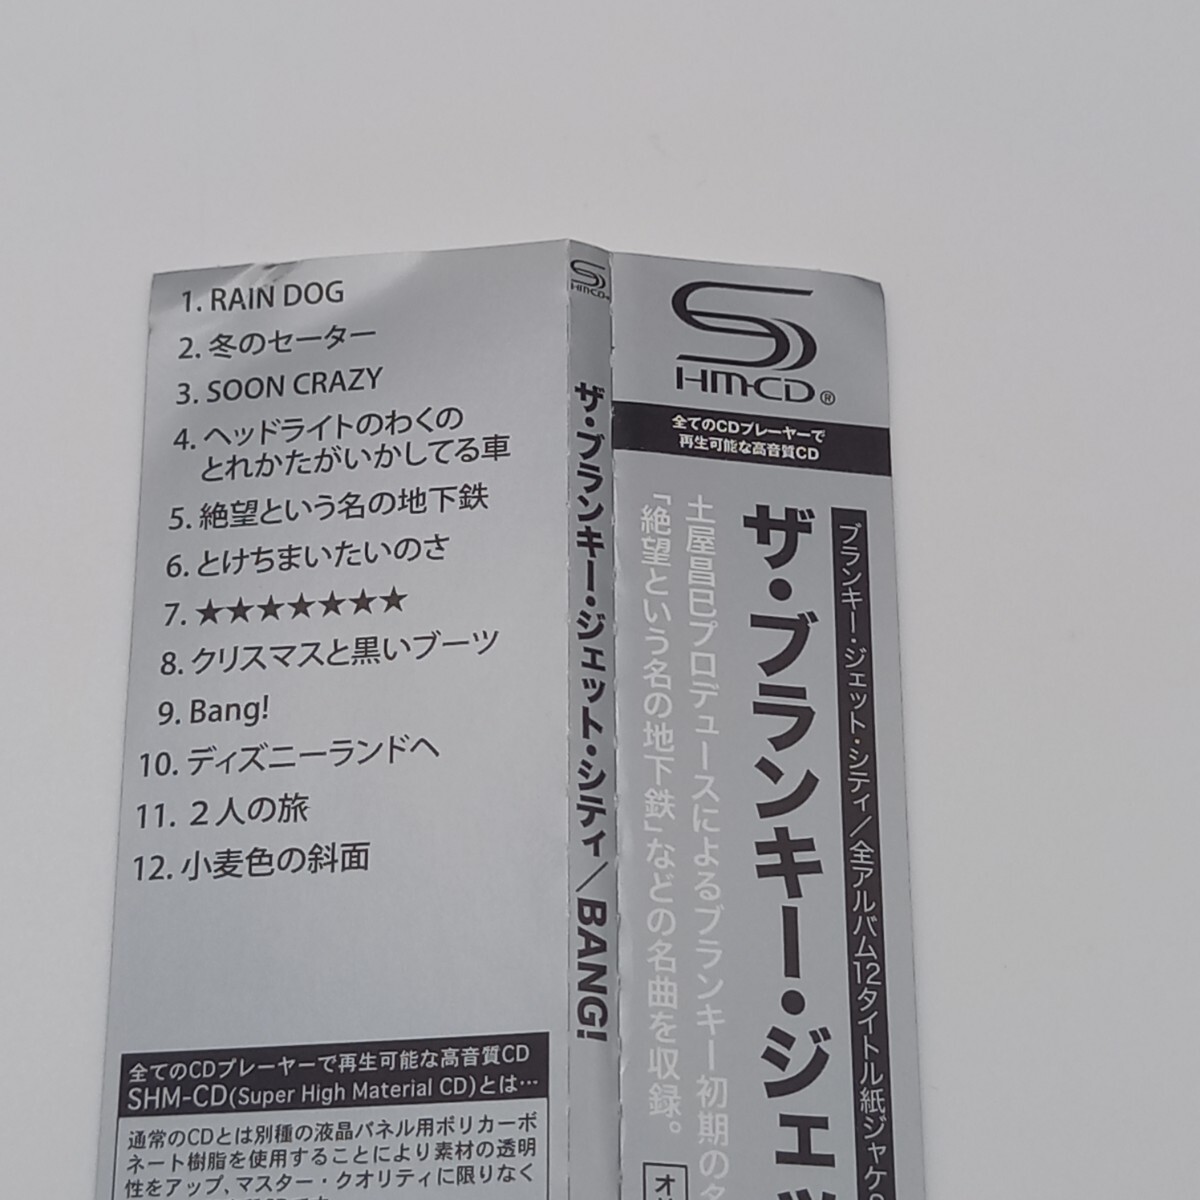 1. RAIN DOG
2. 冬のセーター
3. SOON CRAZY
4. ヘッドライトのわくの
とれかたがいかしてる車
5. 絶望という名の地下鉄
6. とけちまいたいのさ
7. ★★★★★★★
8. クリスマスと黒いブーツ
9. Bang!
10. ディズニーランドへ
11. 2人の旅
12. 小麦色の斜面
全てのCDプレーヤーで再生可能な高音質CD
SHM-CD(Super High Material CD)とは…
通常のCDとは別種の液晶パネル用ポリカーボ
ネート樹脂を使用することにより素材の透明
性をアップ、マスター・クオリティに限りなく
SHM-CD
ザ・ブランキー・ジェット・シティ/BANG!
SHM-CD®
全てのCDプレーヤーで
再生可能な高音質CD
ブランキー・ジェット・シティ/全アルバム12タイトル紙ジャケ
ザ・ブランキー・ジェッ
土屋昌巳プロデュースによるブランキー初期の
「絶望という名の地下鉄」などの名曲を収録。
オ